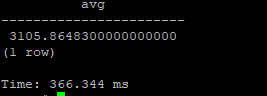 avg
-----------------------
3105.8648300000000000
(1 row)
Time: 366.344 ms